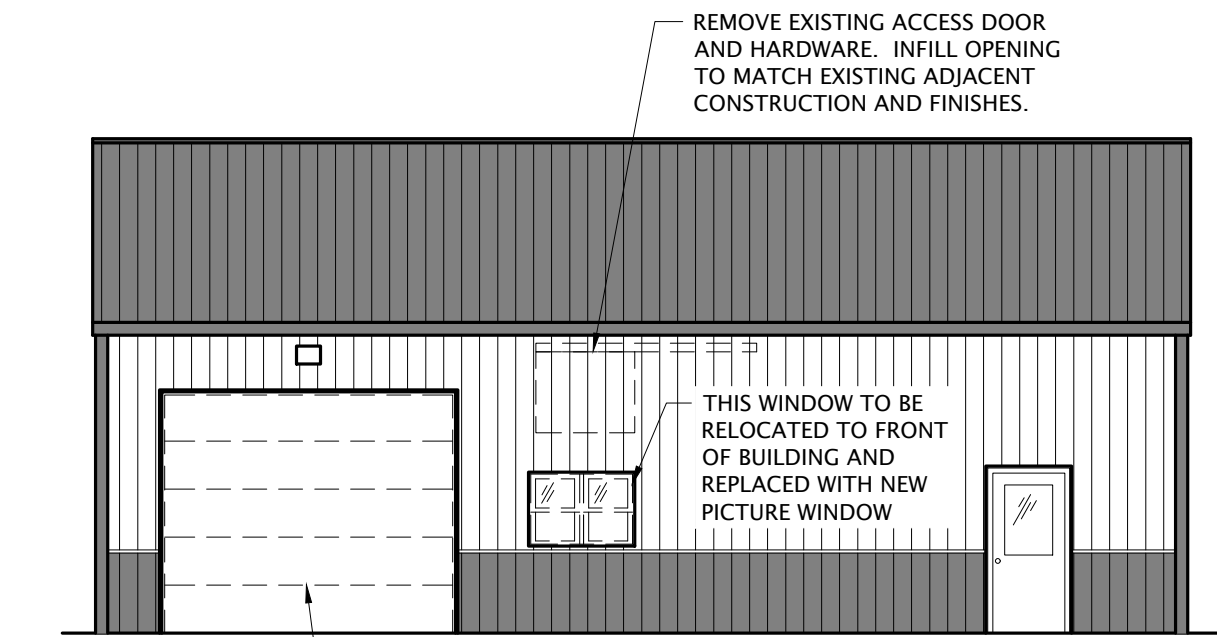 REMOVE EXISTING ACCESS DOOR
AND HARDWARE. INFILL OPENING
TO MATCH EXISTING ADJACENT
CONSTRUCTION AND FINISHES.
THIS WINDOW TO BE
RELOCATED TO FRONT
OF BUILDING AND
REPLACED WITH NEW
PICTURE WINDOW